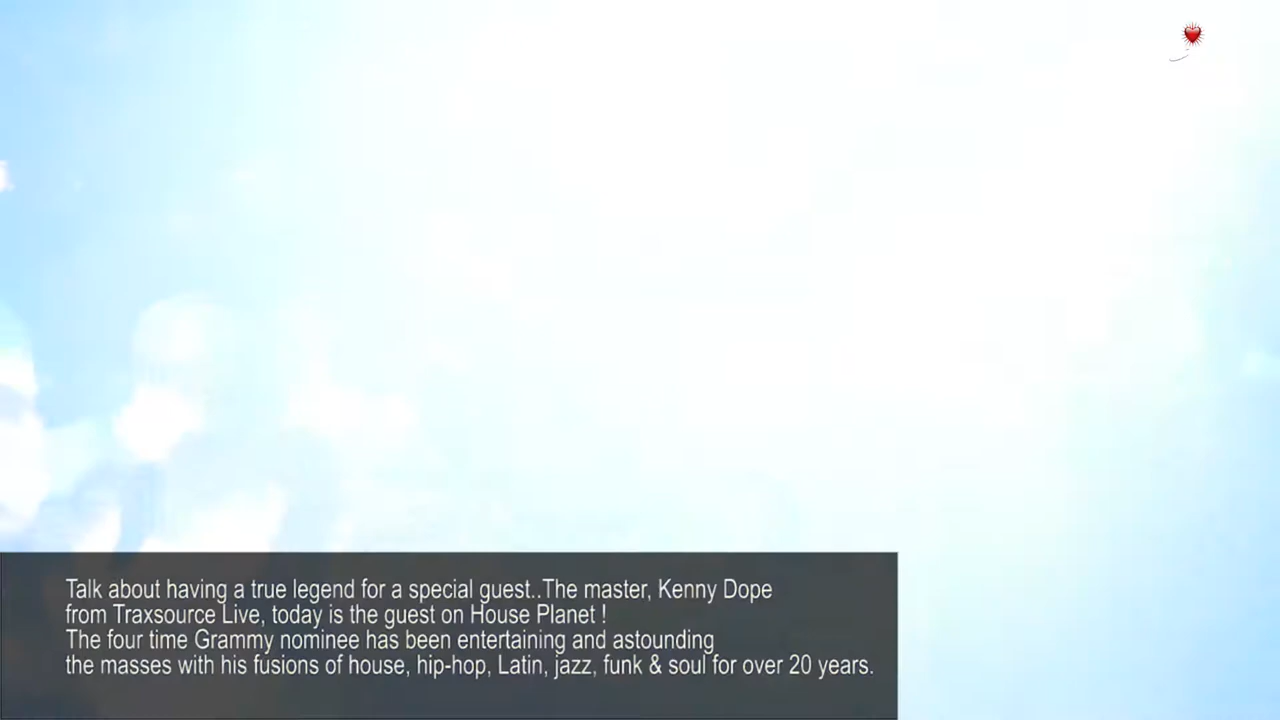 Talk about having a true legend for a special guest..The master, Kenny Dope
from Traxsource Live, today is the guest on House Planet !
The four time Grammy nominee has been entertaining and astounding
the masses with his fusions of house, hip-hop, Latin, jazz, funk & soul for over 20 years.